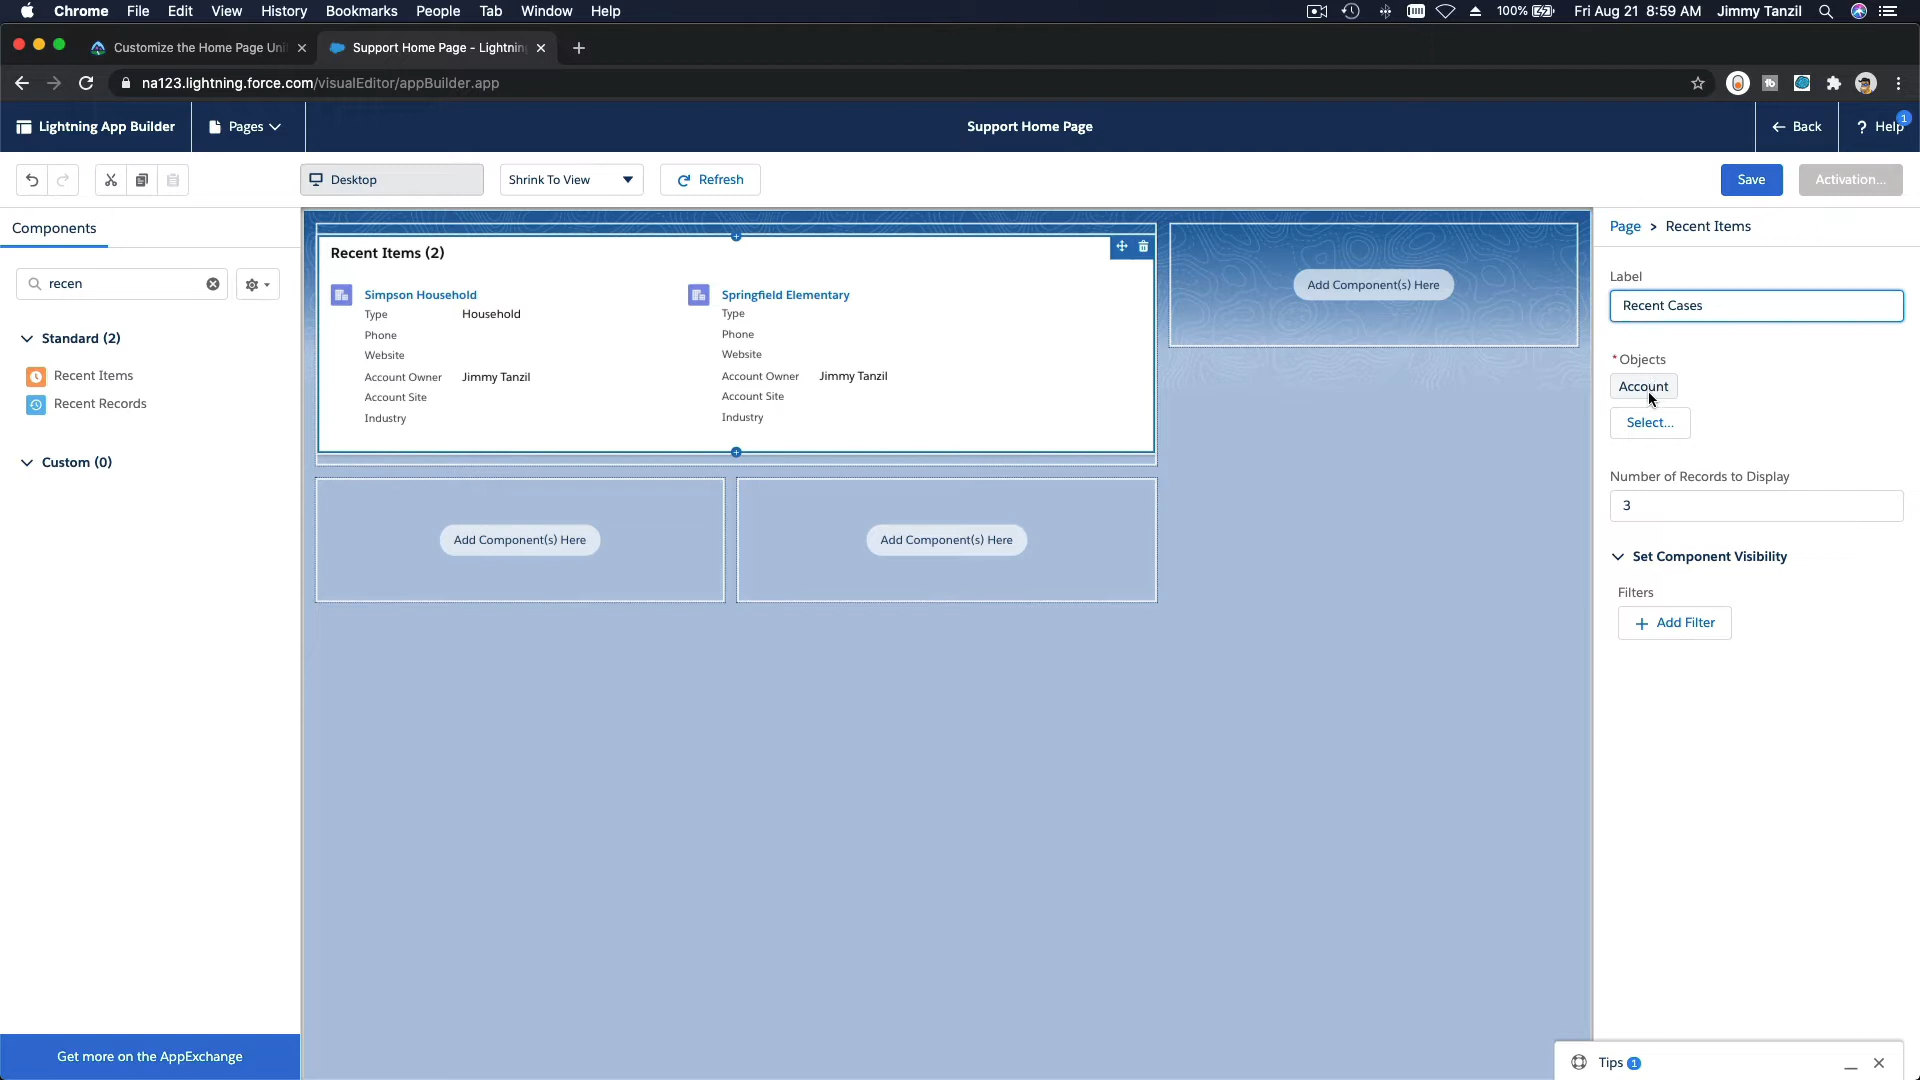 Chrome File Edit View History Bookmarks People Tab Window Help 100% Fri Aug 21 8:59 AM Jimmy Tanzil
Customize the Home Page Uni Support Home Page - Lightnin
na123.lightning.force.com/visualEditor/appBuilder.app
Lightning App Builder Pages Support Home Page Back ? Help 1
Desktop Shrink To View Refresh Save Activation...
Components
recen
Standard (2)
Recent Items
Recent Records
Custom (0)
Get more on the AppExchange
Recent Items (2)
Simpson Household
Type Household
Phone
Website
Account Owner Jimmy Tanzil
Account Site
Industry
Springfield Elementary
Type
Phone
Website
Account Owner Jimmy Tanzil
Account Site
Industry
Add Component(s) Here
Add Component(s) Here
Add Component(s) Here
Page > Recent Items
Label
Recent Cases
*Objects
Account
Select...
Number of Records to Display
3
Set Component Visibility
Filters
+ Add Filter
Tips 1